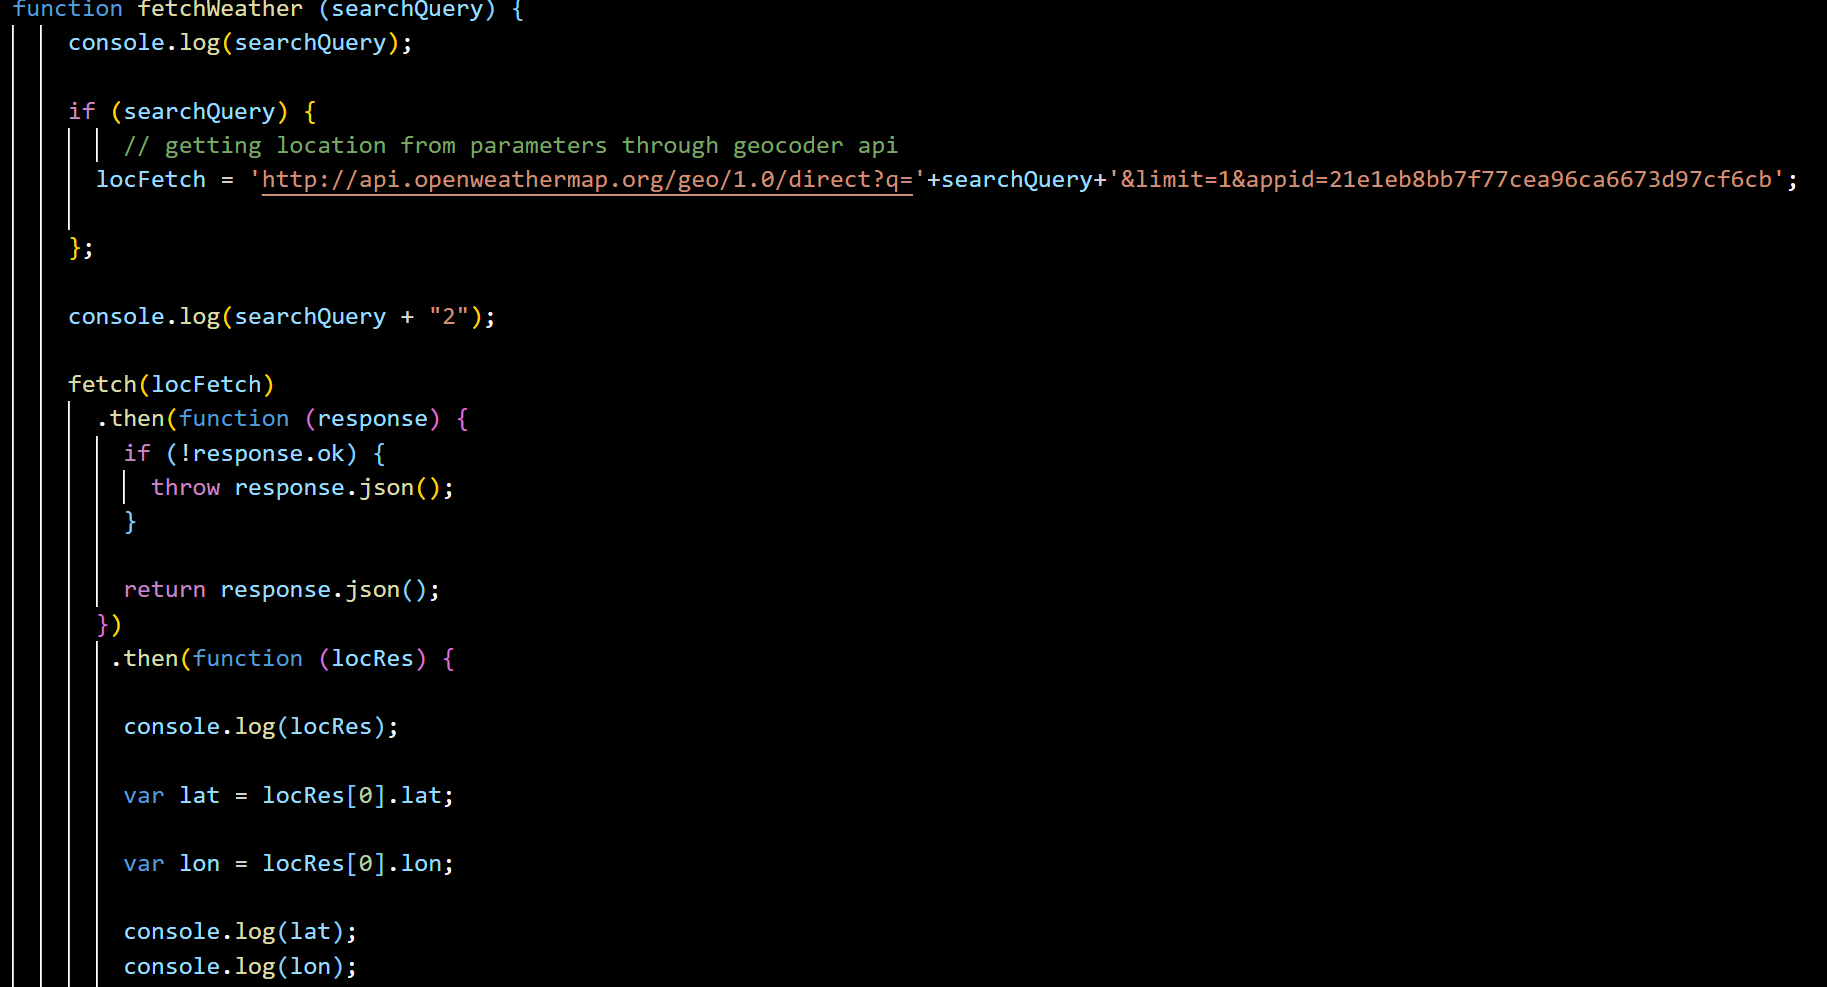 function fetchWeather (searchQuery) {
console.log(searchQuery);
if (searchQuery) {
// getting location from parameters through geocoder api
locFetch = 'http://api.openweathermap.org/geo/1.0/direct?q='+searchQuery+'&limit=1&appid=21e1eb8bb7f77cea96ca6673d97cf6cb';
};
console.log(searchQuery + "2");
fetch(locFetch)
.then(function (response) {
if (!response.ok) {
throw response.json();
}
return response.json();
})
.then(function (locRes) {
console.log(locRes);
var lat = locRes[0].lat;
var lon = locRes[0].lon;
console.log(lat);
console.log(lon);